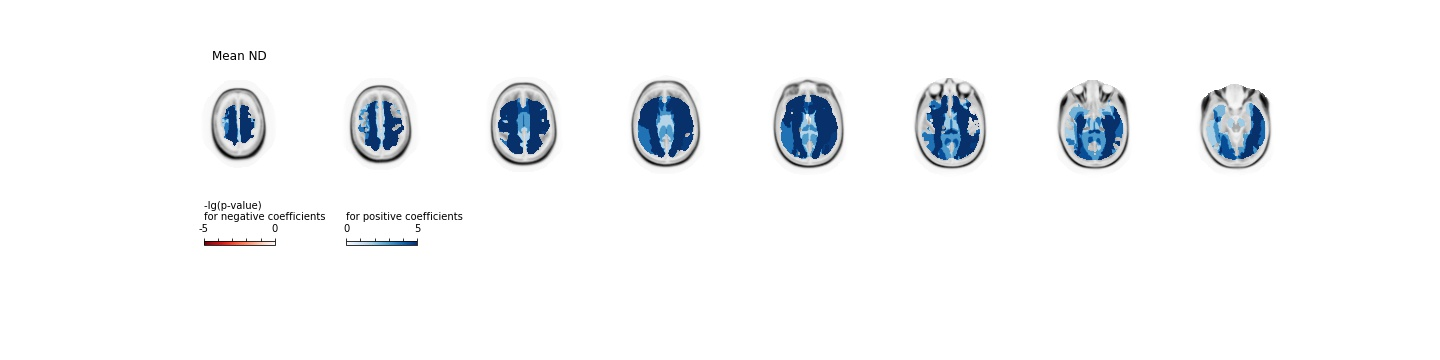 Mean ND
-lg(p-value)
for negative coefficients
for positive coefficients
-5 0
0 5